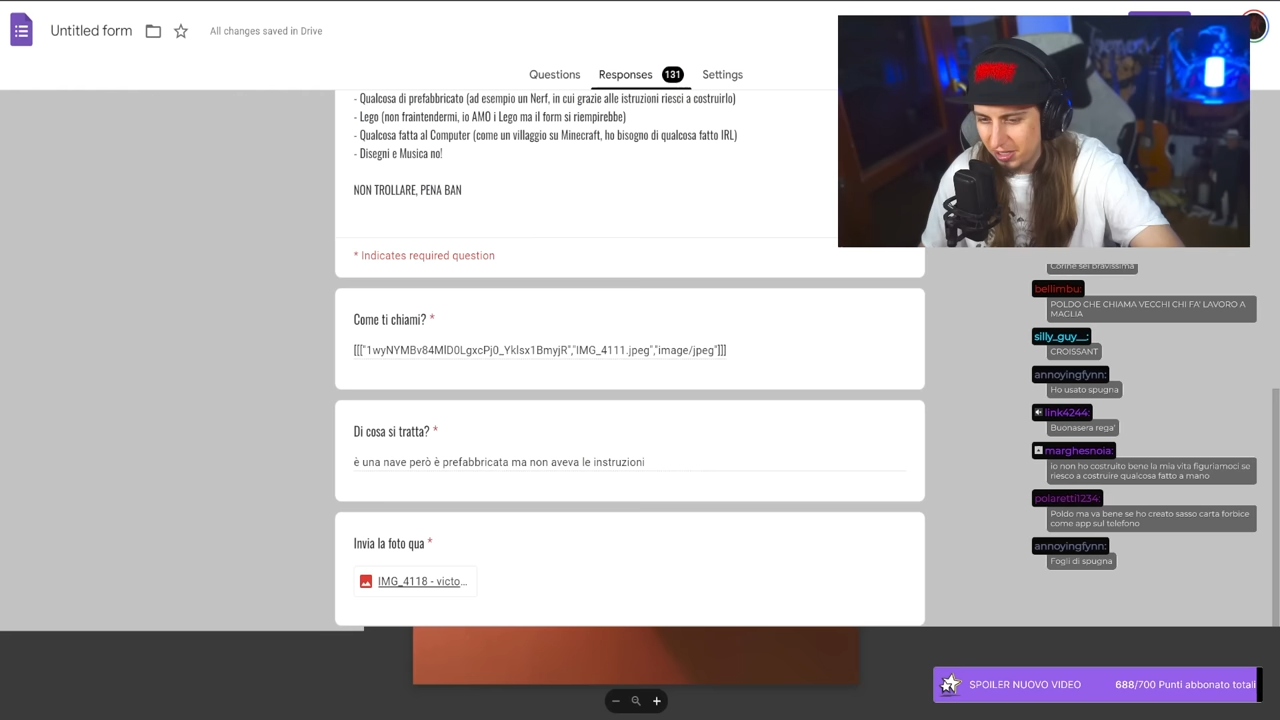 Untitled form
All changes saved in Drive
Questions
Responses
131
Settings
- Qualcosa di prefabbricato (ad esempio un Nerf, in cui grazie alle istruzioni riesci a costruirlo)
- Lego (non fraintendermi, io AMO i Lego ma il form si riempirebbe)
- Qualcosa fatta al Computer (come un villaggio su Minecraft, ho bisogno di qualcosa fatto IRL)
- Disegni e Musica no!
NON TROLLARE, PENA BAN
* Indicates required question
Come ti chiami? *
Di cosa si tratta? *
è una nave però è prefabbricata ma non aveva le instruzioni
Invia la foto qua *
IMG_4118 - victo...
Conne sei bravissima
bellimbu:
POLDO CHE CHIAMA VECCHI CHI FA' LAVORO A
MAGLIA
silly_guy__:
CROISSANT
annoyingfynn:
Ho usato spugna
link4244:
Buonasera rega'
marghesnoia:
io non ho costruito bene la mia vita figuriamoci se
riesco a costruire qualcosa fatto a mano
polaretti1234:
Poldo ma va bene se ho creato sasso carta forbice
come app sul telefono
annoyingfynn:
Fogli di spugna
SPOILER NUOVO VIDEO
688/700 Punti abbonato totali